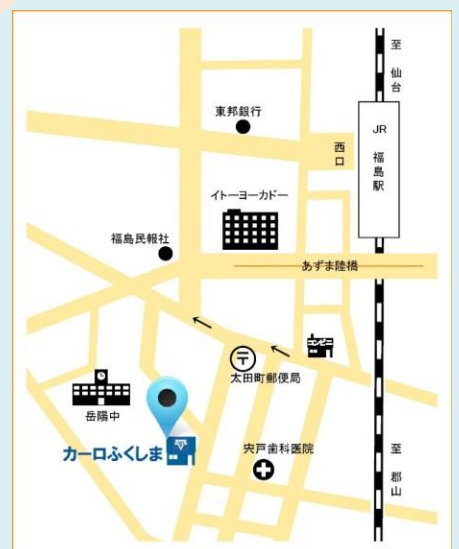 至 仙台
東邦銀行
JR 福島駅
西口
イトーヨーカドー
福島民報社
あずま陸橋
コンビニ
〒
太田町郵便局
岳陽中
カーロふくしま
宍戸歯科医院
至 郡山